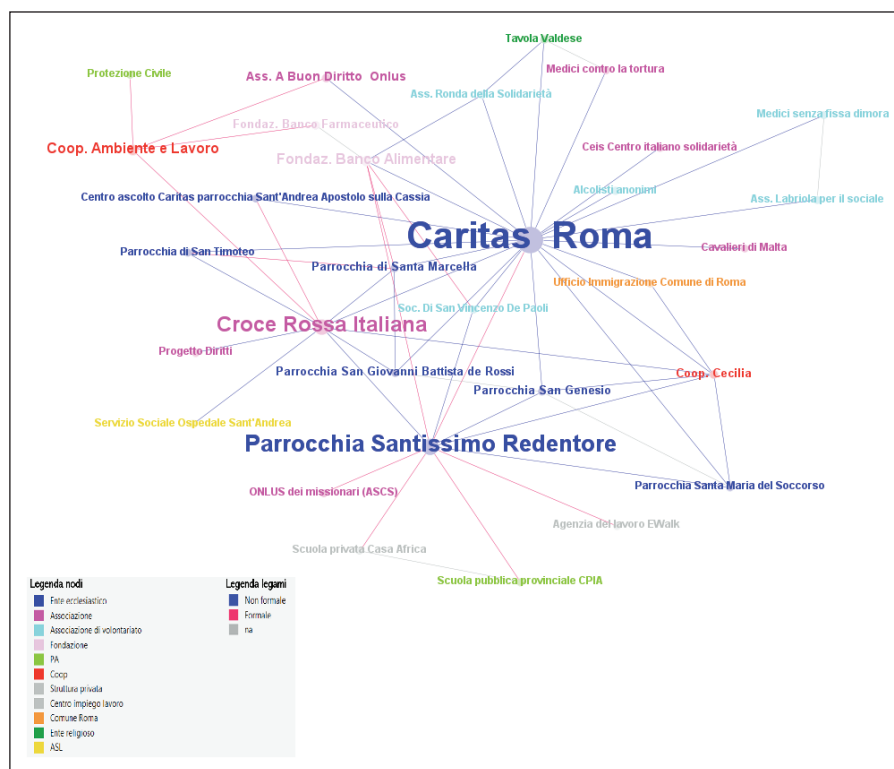 Tavola Valdese
Protezione Civile
Medici contro la tortura
Ass. A Buon Diritto Onlus
Ass. Ronda della Solidarietà
Medici senza fissa dimora
Fondaz. Banco Farmaceutico
Coop. Ambiente e Lavoro
Ceis Centro italiano solidarietà
Fondaz. Banco Alimentare
Alcolisti anonimi
Centro ascolto Caritas parrocchia Sant'Andrea Apostolo sulla Cassia
Ass. Labriola per il sociale
Caritas Roma
Parrocchia di San Timoteo
Cavalieri di Malta
Parrocchia di Santa Marcella
Ufficio Immigrazione Comune di Roma
Soc. Di San Vincenzo De Paoli
Croce Rossa Italiana
Progetto Diritti
Parrocchia San Giovanni Battista de Rossi
Coop. Cecilia
Parrocchia San Genesio
Servizio Sociale Ospedale Sant'Andrea
Parrocchia Santissimo Redentore
Parrocchia Santa Maria del Soccorso
ONLUS dei missionari (ASCS)
Agenzia del lavoro EWalk
Scuola privata Casa Africa
Scuola pubblica provinciale CPIA
Legenda nodi
Ente ecclesiastico
Associazione
Associazione di volontariato
Fondazione
PA
Coop
Struttura privata
Centro Impiego lavoro
Comune Roma
Ente religioso
ASL
Legenda legami
Non formale
Formale
na